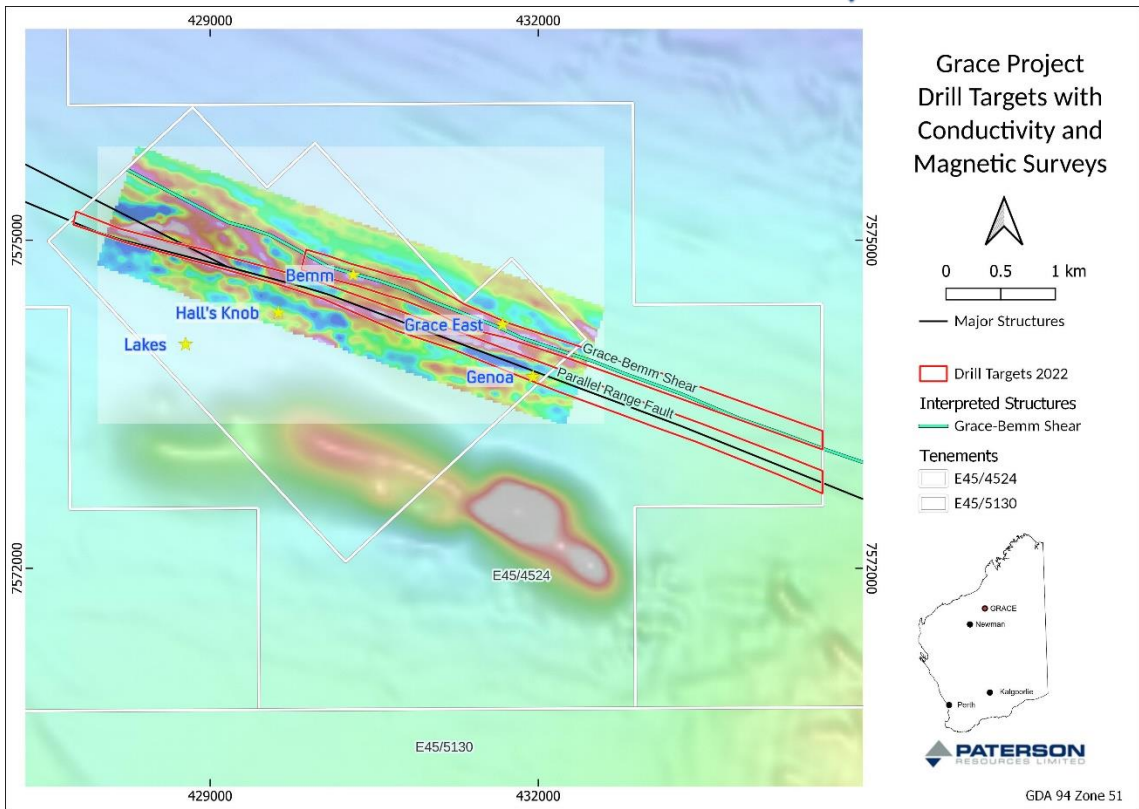 429000
432000
Grace Project
Drill Targets with
Conductivity and
Magnetic Surveys
7575000
7575000
0 0.5 1 km
Bemm
Hall's Knob
Grace East
Lakes
Genoa
Grace-Bemm Shear
Parallel Range Fault
Major Structures
Drill Targets 2022
Interpreted Structures
Grace-Bemm Shear
Tenements
E45/4524
E45/5130
7572000
7572000
E45/4524
GRACE
Newman
Kalgoorlie
Perth
E45/5130
PATERSON
RESOURCES LIMITED
429000
432000
GDA 94 Zone 51